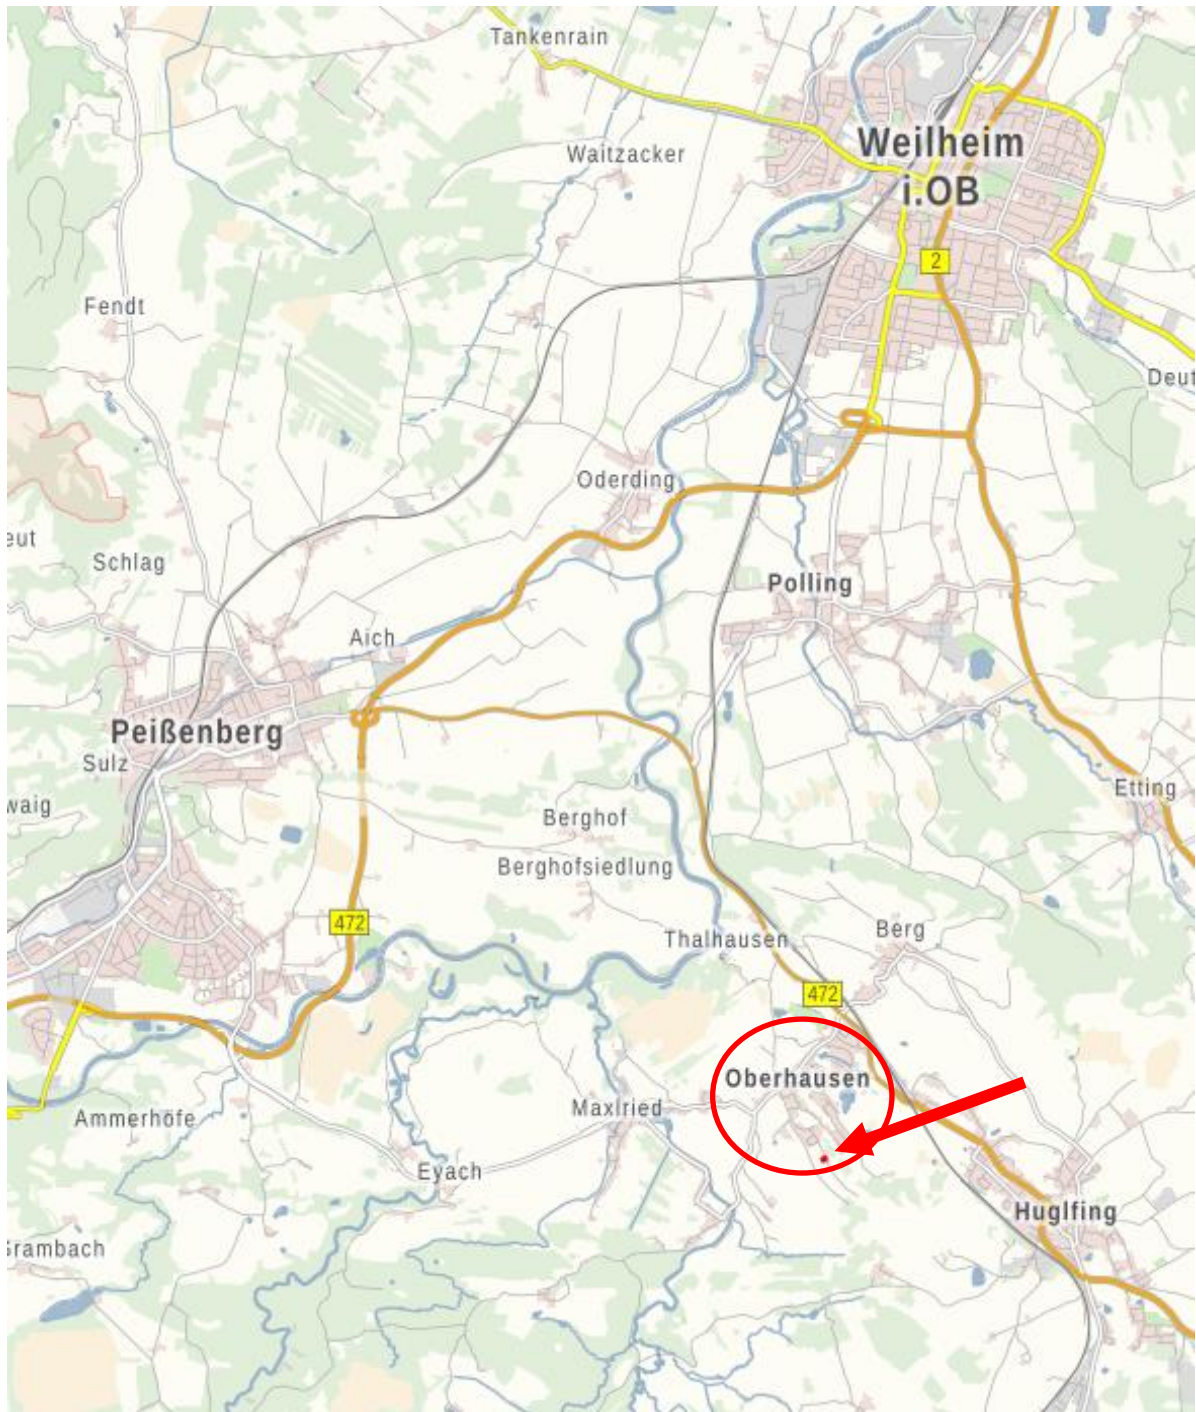 Tankenrain
Weilheim
i.OB
Waitzacker
2
Fendt
Deut
Oderding
eut
Schlag
Polling
Aich
Peißenberg
Sulz
Etting
waig
Berghof
Berghofsiedlung
472
Berg
Thalhausen
472
Oberhausen
Maxlried
Ammerhöfe
Eyach
Huglfing
Grambach